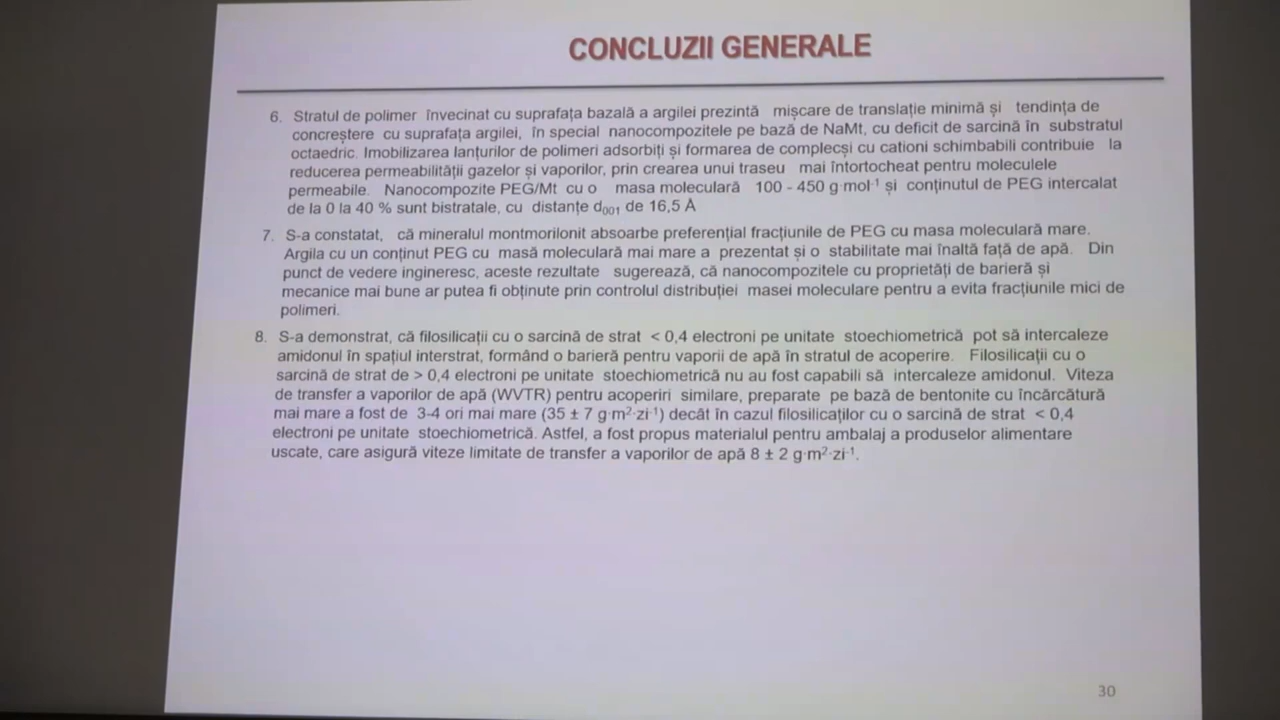 CONCLUZII GENERALE
6. Stratul de polimer învecinat cu suprafața bazală a argilei prezintă mișcare de translație minimă și tendința de
concreștere cu suprafața argilei, în special nanocompozitele pe bază de NaMt, cu deficit de sarcină în substratul
octaedric. Imobilizarea lanțurilor de polimeri adsorbiți și formarea de complecși cu cationi schimbabili contribuie la
reducerea permeabilității gazelor și vaporilor, prin crearea unui traseu mai întortocheat pentru moleculele
permeabile. Nanocompozite PEG/Mt cu o masa moleculară 100 - 450 g·mol⁻¹ și conținutul de PEG intercalat
de la 0 la 40 % sunt bistratale, cu distanțe d₀₀₁ de 16,5 Å
7. S-a constatat, că mineralul montmorilonit absoarbe preferențial fracțiunile de PEG cu masa moleculară mare.
Argila cu un conținut PEG cu masă moleculară mai mare a prezentat și o stabilitate mai înaltă față de apă. Din
punct de vedere ingineresc, aceste rezultate sugerează, că nanocompozitele cu proprietăți de barieră și
mecanice mai bune ar putea fi obținute prin controlul distribuției masei moleculare pentru a evita fracțiunile mici de
polimeri.
8. S-a demonstrat, că filosilicații cu o sarcină de strat < 0,4 electroni pe unitate stoechiometrică pot să intercaleze
amidonul în spațiul interstrat, formând o barieră pentru vaporii de apă în stratul de acoperire. Filosilicații cu o
sarcină de strat de > 0,4 electroni pe unitate stoechiometrică nu au fost capabili să intercaleze amidonul. Viteza
de transfer a vaporilor de apă (WVTR) pentru acoperiri similare, preparate pe bază de bentonite cu încărcătură
mai mare a fost de 3-4 ori mai mare (35 ± 7 g·m²·zi⁻¹) decât în cazul filosilicaților cu o sarcină de strat < 0,4
electroni pe unitate stoechiometrică. Astfel, a fost propus materialul pentru ambalaj a produselor alimentare
uscate, care asigură viteze limitate de transfer a vaporilor de apă 8 ± 2 g·m²·zi⁻¹.
30